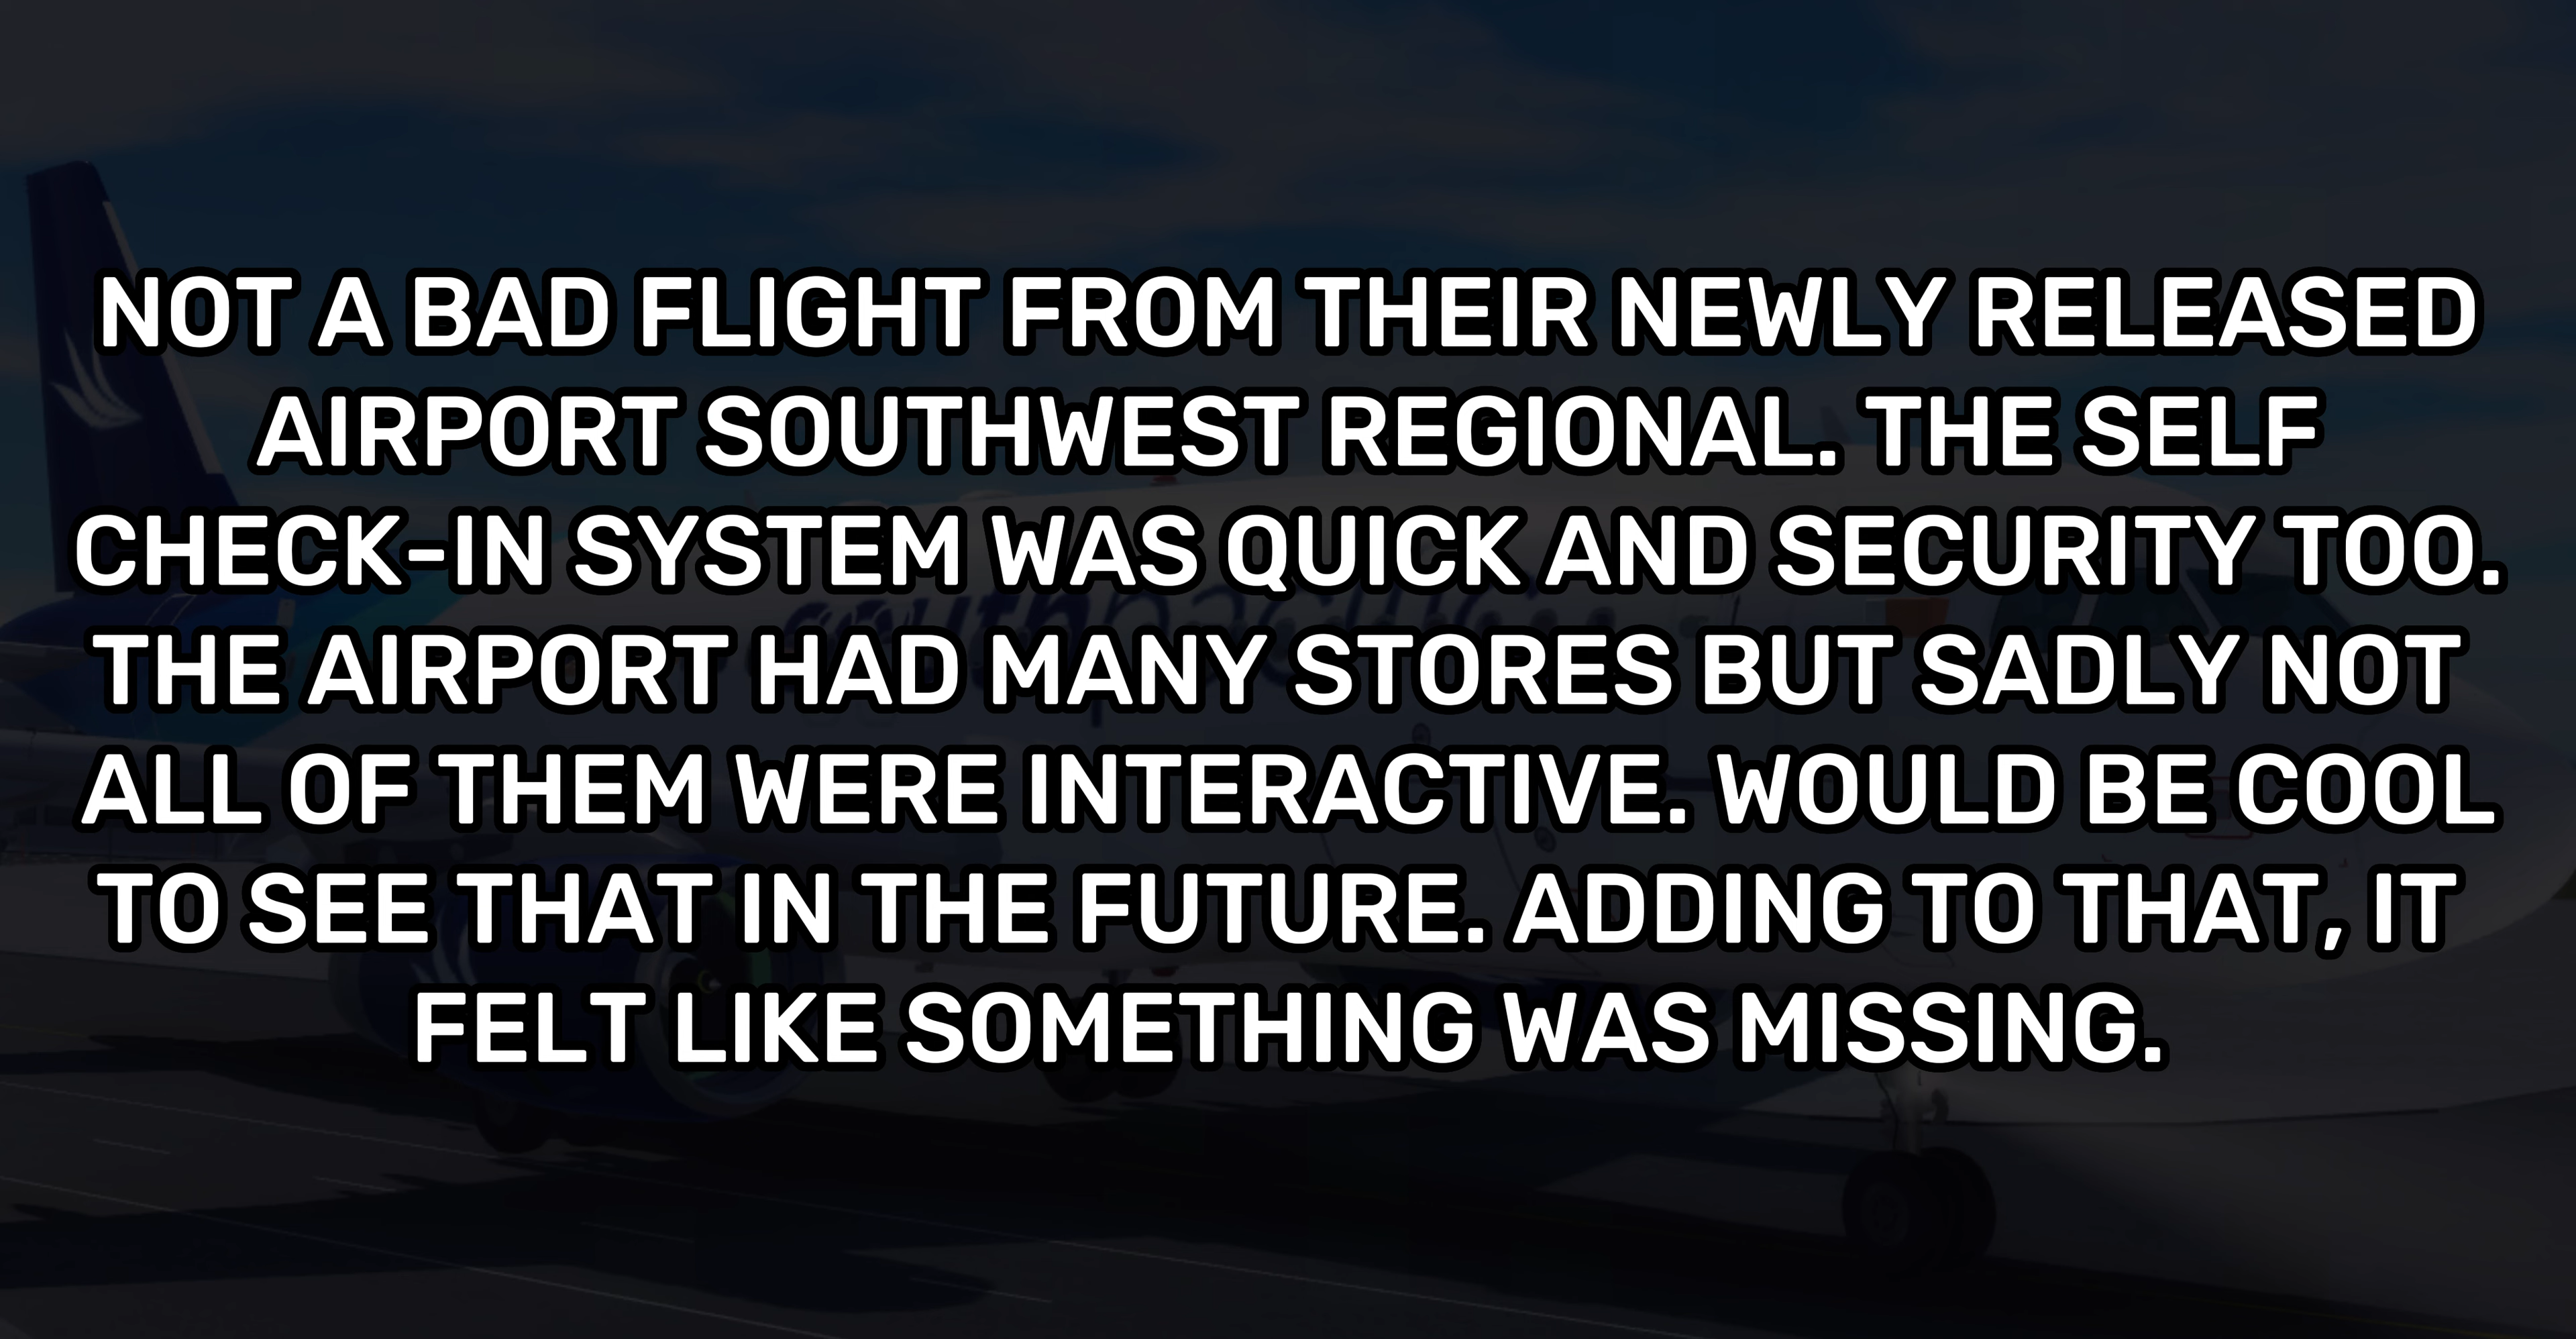 NOT A BAD FLIGHT FROM THEIR NEWLY RELEASED
AIRPORT SOUTHWEST REGIONAL. THE SELF
CHECK-IN SYSTEM WAS QUICK AND SECURITY TOO.
THE AIRPORT HAD MANY STORES BUT SADLY NOT
ALL OF THEM WERE INTERACTIVE. WOULD BE COOL
TO SEE THAT IN THE FUTURE. ADDING TO THAT, IT
FELT LIKE SOMETHING WAS MISSING.
southpacific